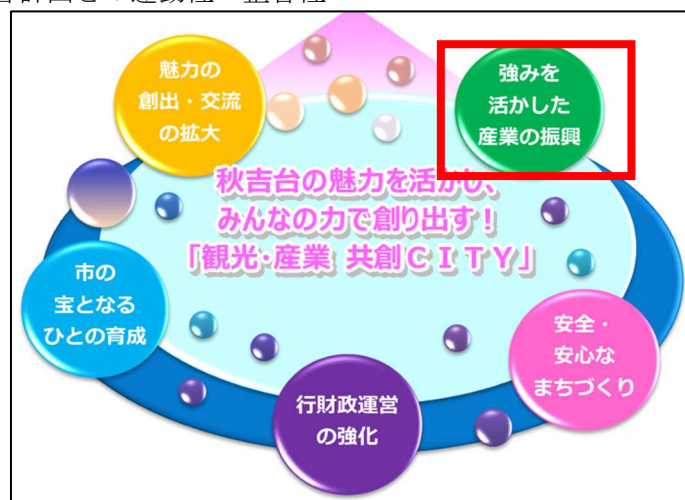 魅力の
創出・交流
の拡大
強みを
活かした
産業の振興
秋吉台の魅力を活かし、
みんなの力で創り出す！
「観光･産業 共創ＣＩＴＹ」
市の
宝となる
ひとの育成
安全・
安心な
まちづくり
行財政運営
の強化